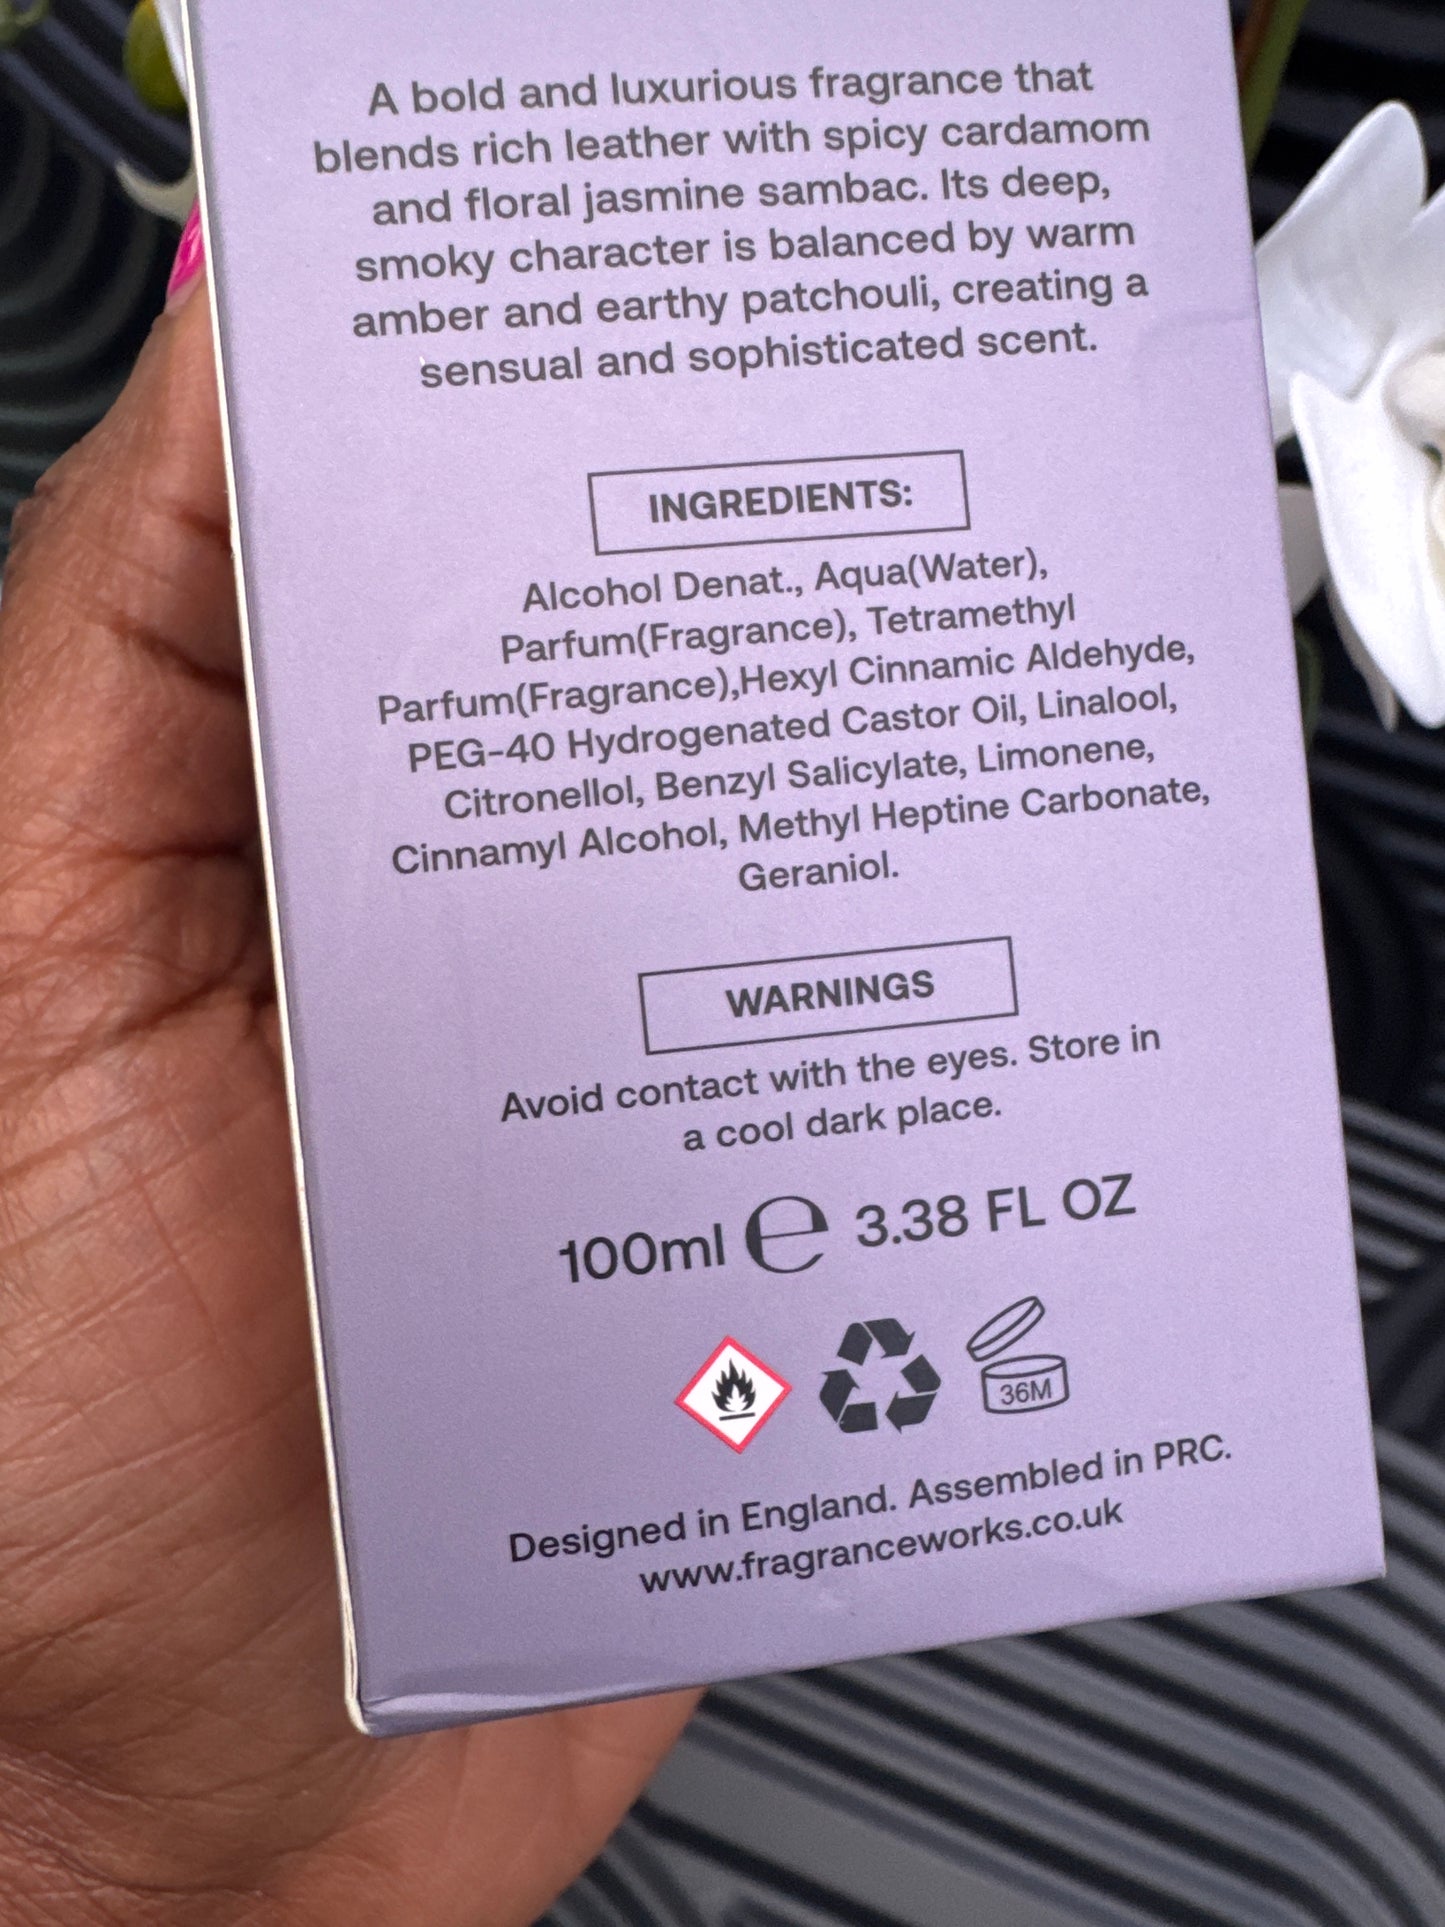 A bold and luxurious fragrance that
blends rich leather with spicy cardamom
and floral jasmine sambac. Its deep,
smoky character is balanced by warm
amber and earthy patchouli, creating a
sensual and sophisticated scent.
INGREDIENTS:
Alcohol Denat., Aqua(Water),
Parfum(Fragrance), Tetramethyl
Parfum(Fragrance),Hexyl Cinnamic Aldehyde,
PEG-40 Hydrogenated Castor Oil, Linalool,
Citronellol, Benzyl Salicylate, Limonene,
Cinnamyl Alcohol, Methyl Heptine Carbonate,
Geraniol.
WARNINGS
Avoid contact with the eyes. Store in
a cool dark place.
100ml ℮ 3.38 FL OZ
36M
Designed in England. Assembled in PRC.
www.fragranceworks.co.uk